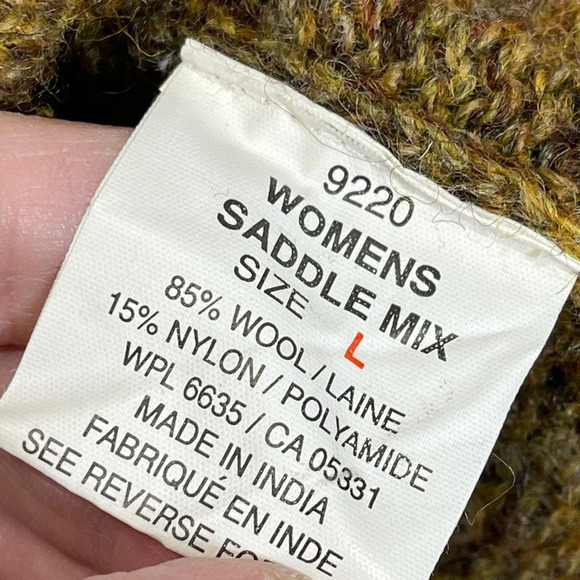 9220
WOMENS
SADDLE MIX
SIZE L
85% WOOL / LAINE
15% NYLON / POLYAMIDE
WPL 6635 / CA 05331
MADE IN INDIA
FABRIQUÉ EN INDE
SEE REVERSE